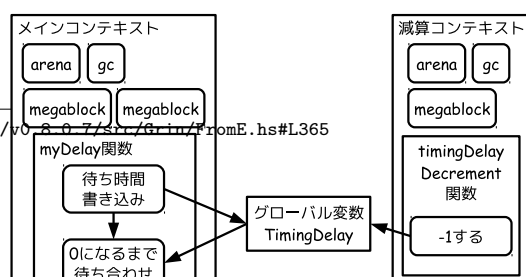 メインコンテキスト
arena
gc
megablock
megablock
/v0.8.0.7/src/Grin/FromE.hs#L365
myDelay関数
待ち時間
書き込み
0になるまで
待ち合わせ
グローバル変数
TimingDelay
減算コンテキスト
arena
gc
megablock
timingDelay
Decrement
関数
-1する